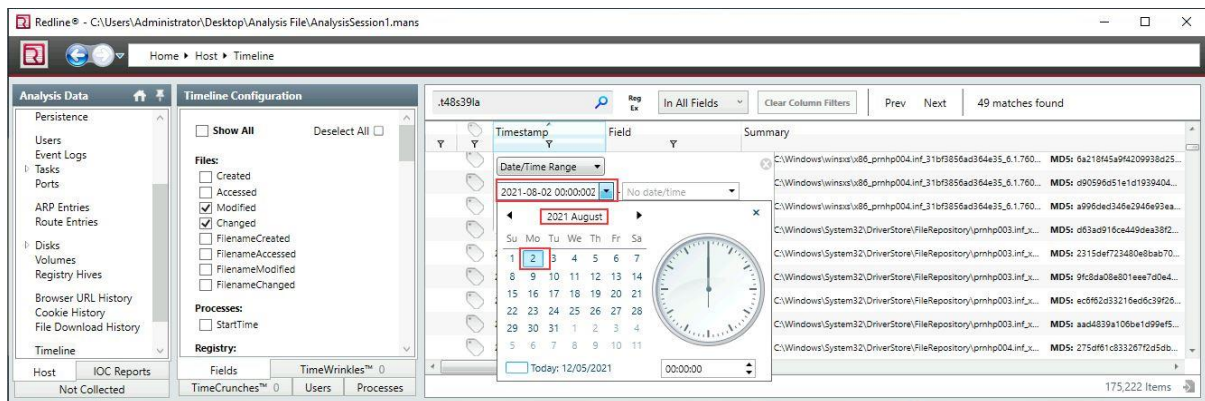 Redline® - C:\Users\Administrator\Desktop\Analysis File\AnalysisSession1.mans
Home ▸ Host ▸ Timeline
Analysis Data
Persistence
Users
Event Logs
Tasks
Ports
ARP Entries
Route Entries
Disks
Volumes
Registry Hives
Browser URL History
Cookie History
File Download History
Timeline
Host IOC Reports
Not Collected
Timeline Configuration
Show All Deselect All
Files:
Created
Accessed
Modified
Changed
FilenameCreated
FilenameAccessed
FilenameModified
FilenameChanged
Processes:
StartTime
Registry:
Fields TimeWrinkles™ 0
TimeCrunches™ 0 Users Processes
.t48s39la Reg Ex In All Fields Clear Column Filters Prev Next 49 matches found
Timestamp Field Summary
Date/Time Range
2021-08-02 00:00:00Z - No date/time
2021 August
Su Mo Tu We Th Fr Sa
1 2 3 4 5 6 7
8 9 10 11 12 13 14
15 16 17 18 19 20 21
22 23 24 25 26 27 28
29 30 31 1 2 3 4
5 6 7 8 9 10 11
Today: 12/05/2021 00:00:00
C:\Windows\winsxs\x86_prnhp004.inf_31bf3856ad364e35_6.1.760... MD5: 6a218f45a9f4209938d25...
C:\Windows\winsxs\x86_prnhp004.inf_31bf3856ad364e35_6.1.760... MD5: d90596d51e1d1939404...
C:\Windows\winsxs\x86_prnhp004.inf_31bf3856ad364e35_6.1.760... MD5: a996ded346e2946e93ea...
C:\Windows\System32\DriverStore\FileRepository\prnhp003.inf_x... MD5: d63ad916ce449dea38f2...
C:\Windows\System32\DriverStore\FileRepository\prnhp003.inf_x... MD5: 2315def723480e8bab70...
C:\Windows\System32\DriverStore\FileRepository\prnhp003.inf_x... MD5: 9fc8da08e801eee7d0e4...
C:\Windows\System32\DriverStore\FileRepository\prnhp003.inf_x... MD5: ec6f62d33216ed6c39f26...
C:\Windows\System32\DriverStore\FileRepository\prnhp003.inf_x... MD5: aad4839a106be1d99ef5...
C:\Windows\System32\DriverStore\FileRepository\prnhp004.inf_x... MD5: 275df61c833267f2d5db...
175,222 Items